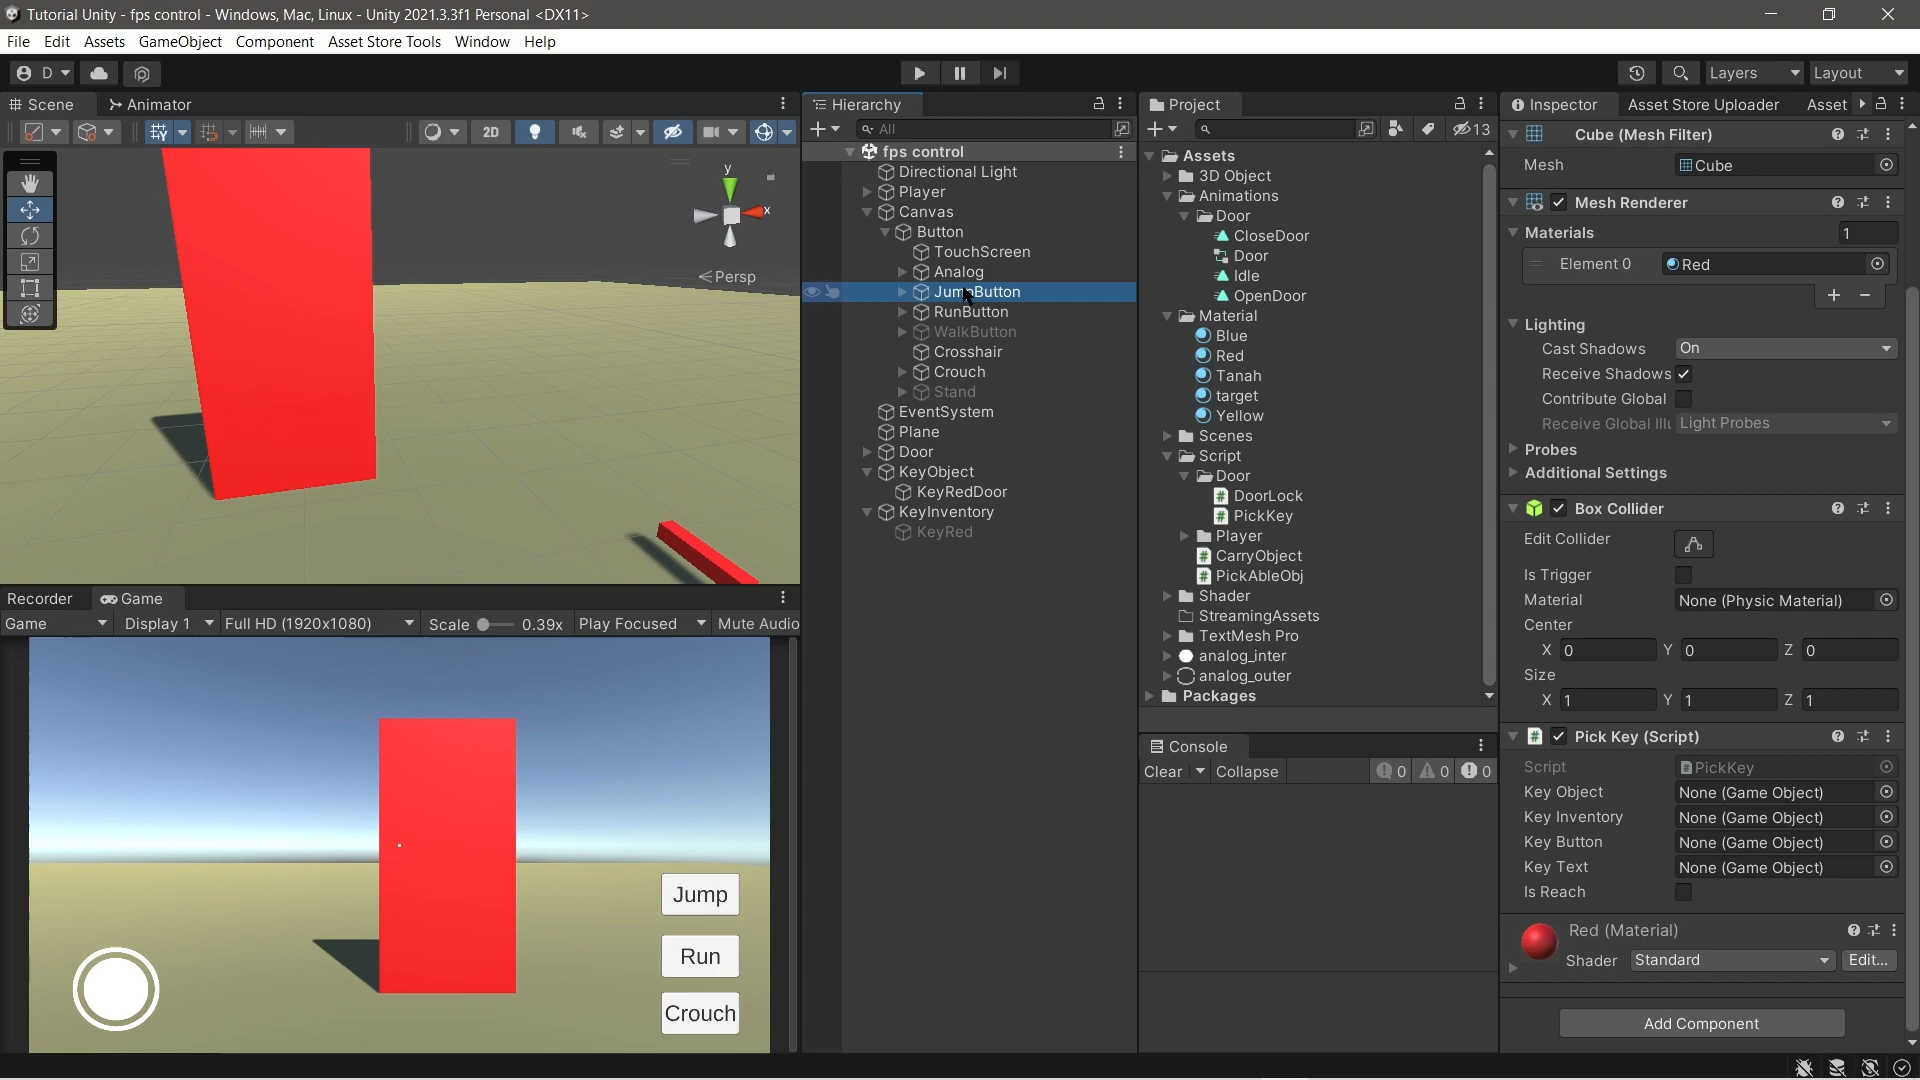 Tutorial Unity - fps control - Windows, Mac, Linux - Unity 2021.3.3f1 Personal <DX11>
File Edit Assets GameObject Component Asset Store Tools Window Help
D
Layers Layout
Scene Animator
2D
y
x
Persp
Recorder Game
Game Display 1 Full HD (1920x1080) Scale 0.39x Play Focused Mute Audio
Jump
Run
Crouch
Hierarchy
All
fps control
Directional Light
Player
Canvas
Button
TouchScreen
Analog
RunButton
WalkButton
Crosshair
Crouch
Stand
EventSystem
Plane
Door
KeyObject
KeyRedDoor
KeyInventory
KeyRed
Project
13
Assets
3D Object
Animations
Door
CloseDoor
Door
Idle
OpenDoor
Material
Blue
Red
Tanah
target
Yellow
Scenes
Script
Door
DoorLock
PickKey
Player
CarryObject
PickAbleObj
Shader
StreamingAssets
TextMesh Pro
analog_inter
analog_outer
Packages
Console
Clear Collapse 0 0 0
Inspector Asset Store Uploader Asset
Cube (Mesh Filter)
Mesh Cube
Mesh Renderer
Materials 1
Element 0 Red
Lighting
Cast Shadows On
Receive Shadows
Contribute Global
Receive Global Illu Light Probes
Probes
Additional Settings
Box Collider
Edit Collider
Is Trigger
Material None (Physic Material)
Center
X 0 Y 0 Z 0
Size
X 1 Y 1 Z 1
Pick Key (Script)
Script PickKey
Key Object None (Game Object)
Key Inventory None (Game Object)
Key Button None (Game Object)
Key Text None (Game Object)
Is Reach
Red (Material)
Shader Standard Edit...
Add Component